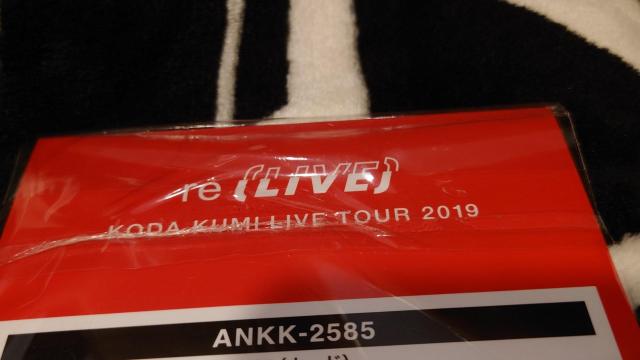 re (LIVE)
KODA KUMI LIVE TOUR 2019
ANKK-2585